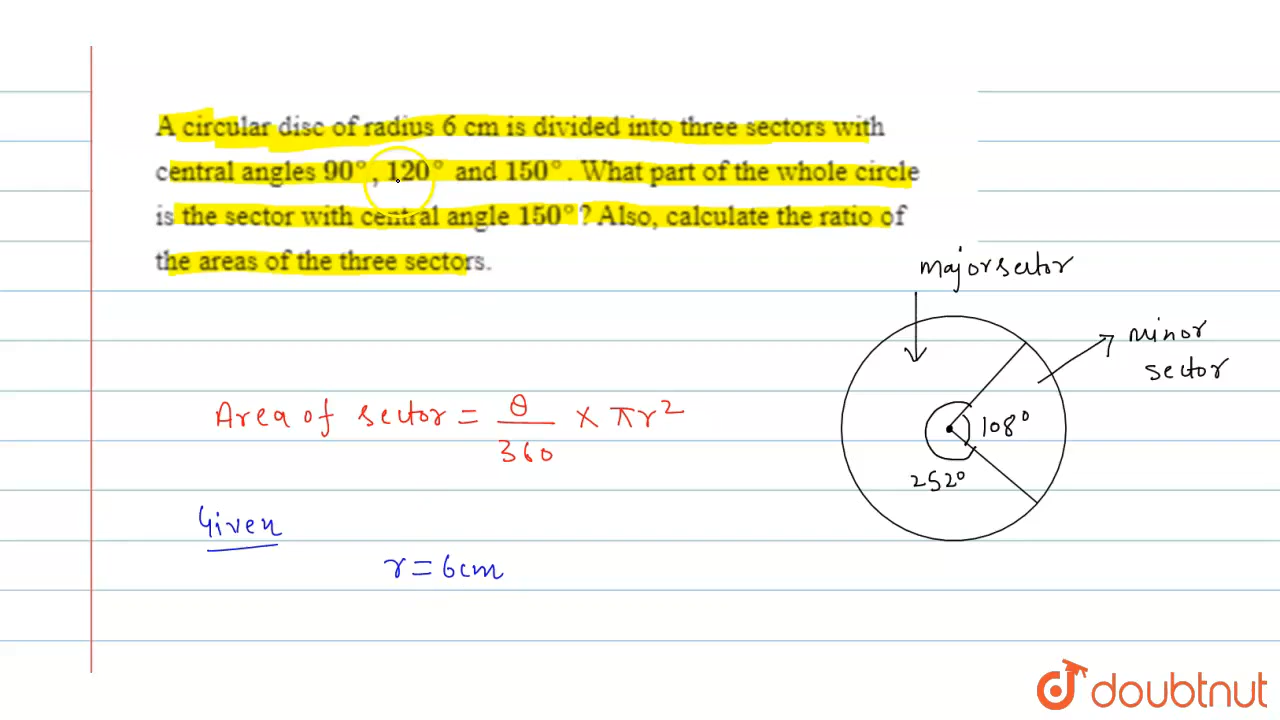 A circular disc of radius 6 cm is divided into three sectors with
central angles 90°, 120° and 150°. What part of the whole circle
is the sector with central angle 150°? Also, calculate the ratio of
the areas of the three sectors.
major sector
minor
sector
108°
252°
Area of sector = θ/360 × πr²
Given
r = 6cm
doubtnut